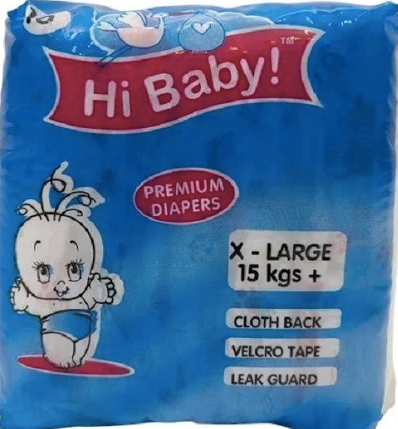 TM
Hi Baby!
PREMIUM
DIAPERS
X - LARGE
15 kgs +
CLOTH BACK
VELCRO TAPE
LEAK GUARD